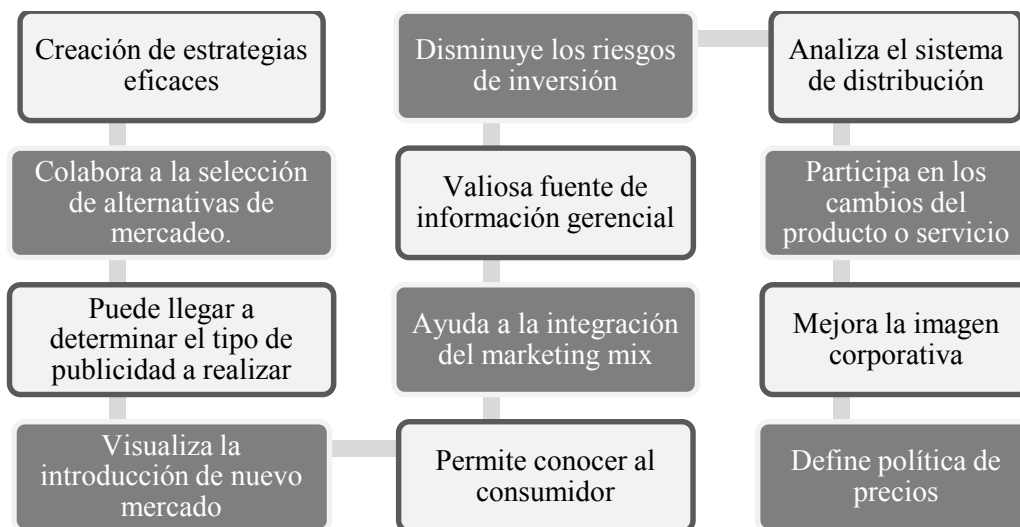 Creación de estrategias
eficaces
Colabora a la selección
de alternativas de
mercadeo.
Puede llegar a
determinar el tipo de
publicidad a realizar
Visualiza la
introducción de nuevo
mercado
Permite conocer al
consumidor
Ayuda a la integración
del marketing mix
Valiosa fuente de
información gerencial
Disminuye los riesgos
de inversión
Analiza el sistema
de distribución
Participa en los
cambios del
producto o servicio
Mejora la imagen
corporativa
Define política de
precios